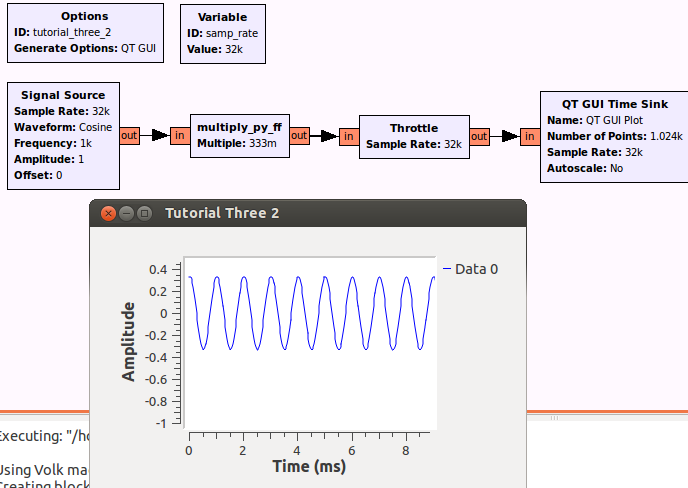 Options
ID: tutorial_three_2
Generate Options: QT GUI
Variable
ID: samp_rate
Value: 32k
Signal Source
Sample Rate: 32k
Waveform: Cosine
Frequency: 1k
Amplitude: 1
Offset: 0
out
in
multiply_py_ff
Multiple: 333m
out
in
Throttle
Sample Rate: 32k
out
in
QT GUI Time Sink
Name: QT GUI Plot
Number of Points: 1.024k
Sample Rate: 32k
Autoscale: No
Tutorial Three 2
Data 0
Amplitude
0.4
0.2
0
-0.2
-0.4
-0.6
-0.8
-1
0 2 4 6 8
Time (ms)
Executing: "/ho
Using Volk ma
Creating block